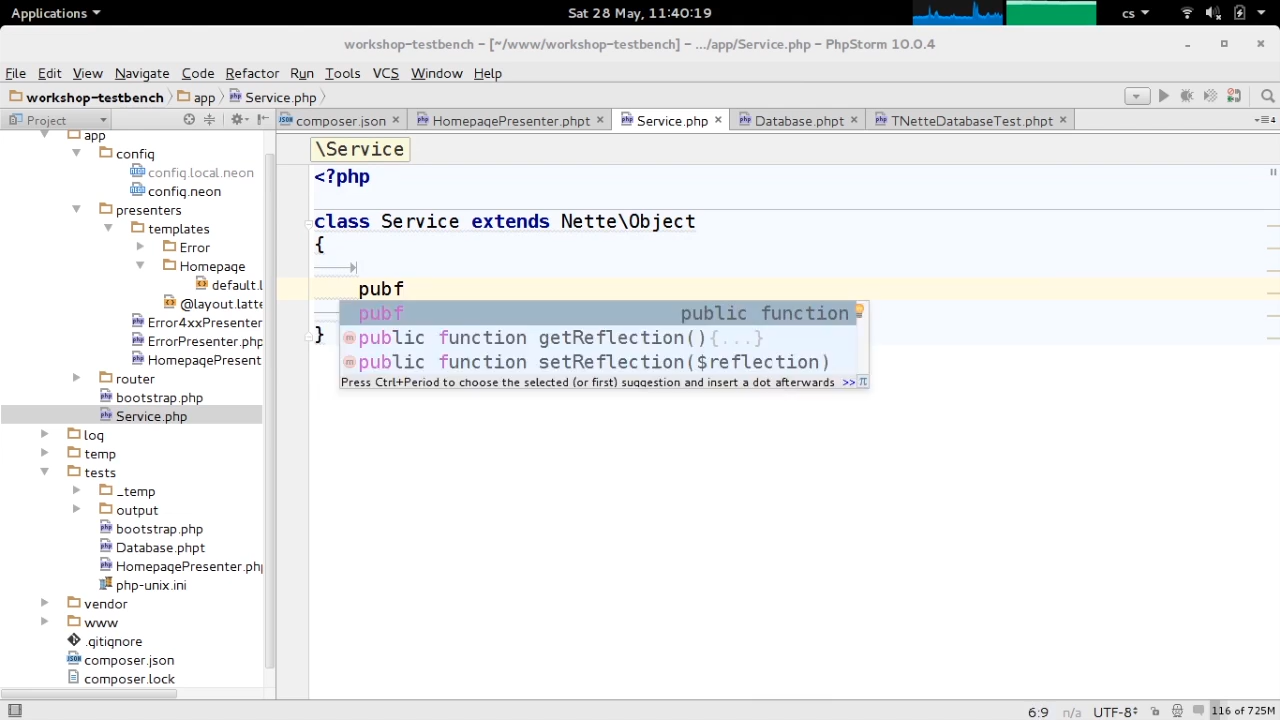 Applications
Sat 28 May, 11:40:19
cs
workshop-testbench – [~/www/workshop-testbench] – .../app/Service.php – PhpStorm 10.0.4
File Edit View Navigate Code Refactor Run Tools VCS Window Help
workshop-testbench app Service.php
Project
composer.json HomepagePresenter.phpt Service.php Database.phpt TNetteDatabaseTest.phpt
4
app
config
config.local.neon
config.neon
presenters
templates
Error
Homepage
default.l
@layout.latte
Error4xxPresenter
ErrorPresenter.php
HomepagePresent
router
bootstrap.php
Service.php
log
temp
tests
_temp
output
bootstrap.php
Database.phpt
HomepagePresenter.php
php-unix.ini
vendor
www
.gitignore
composer.json
composer.lock
\Service
<?php
class Service extends Nette\Object
{
pubf
pubf public function
public function getReflection(){...}
public function setReflection($reflection)
Press Ctrl+Period to choose the selected (or first) suggestion and insert a dot afterwards >> π
}
6:9 n/a UTF-8 116 of 725M